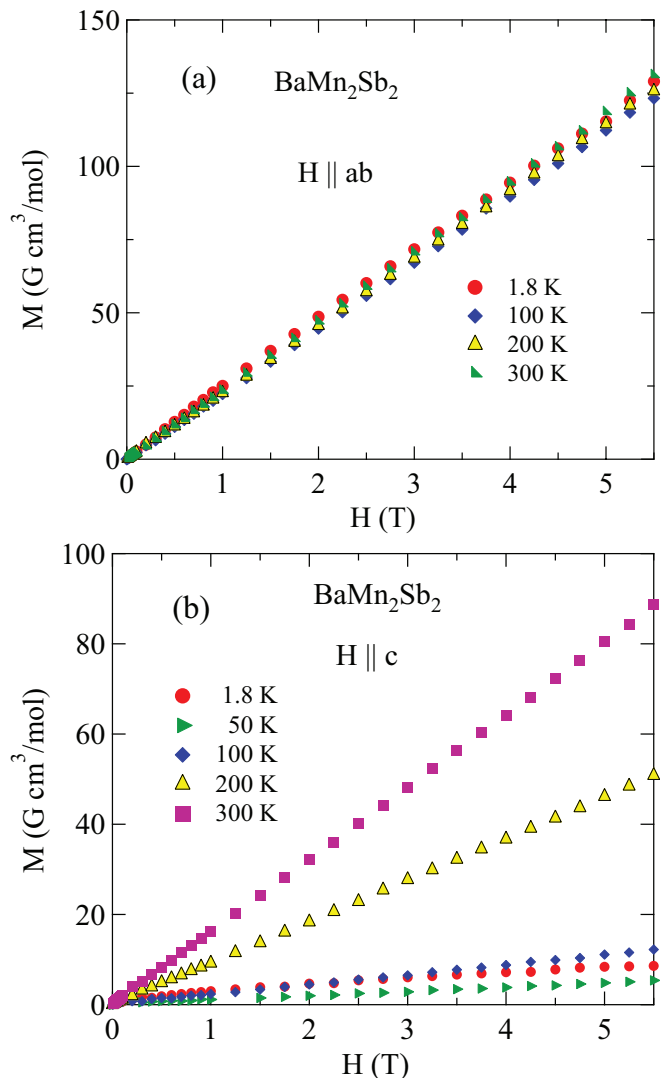 150
(a)
BaMn₂Sb₂
H || ab
100
M (G cm³/mol)
1.8 K
100 K
50
200 K
300 K
0
0 1 2 3 4 5
H (T)
100
BaMn₂Sb₂
(b)
80
H || c
1.8 K
50 K
60
100 K
M (G cm³/mol)
200 K
300 K
40
20
0
0 1 2 3 4 5
H (T)